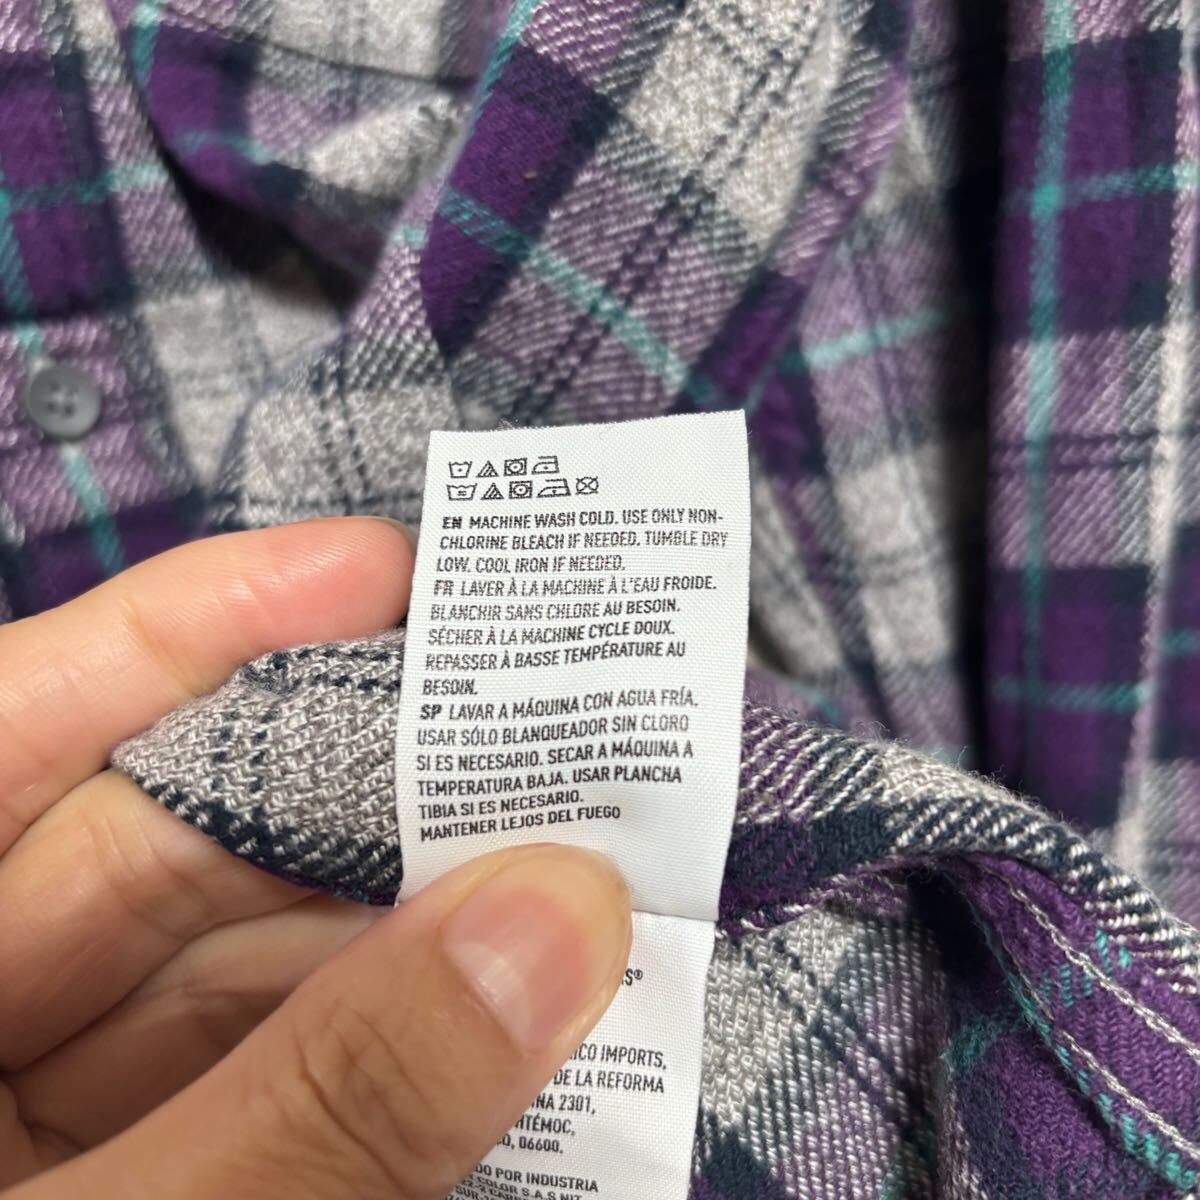 EN MACHINE WASH COLD. USE ONLY NON-
CHLORINE BLEACH IF NEEDED. TUMBLE DRY
LOW. COOL IRON IF NEEDED.
FR LAVER À LA MACHINE À L'EAU FROIDE.
BLANCHIR SANS CHLORE AU BESOIN.
SÉCHER À LA MACHINE CYCLE DOUX.
REPASSER À BASSE TEMPÉRATURE AU
BESOIN.
SP LAVAR A MÁQUINA CON AGUA FRÍA.
USAR SÓLO BLANQUEADOR SIN CLORO
SI ES NECESARIO. SECAR A MÁQUINA A
TEMPERATURA BAJA. USAR PLANCHA
TIBIA SI ES NECESARIO.
MANTENER LEJOS DEL FUEGO
IMPORTS,
DE LA REFORMA
2301,
06600.
POR INDUSTRIA
COLOR S.A.S NIT